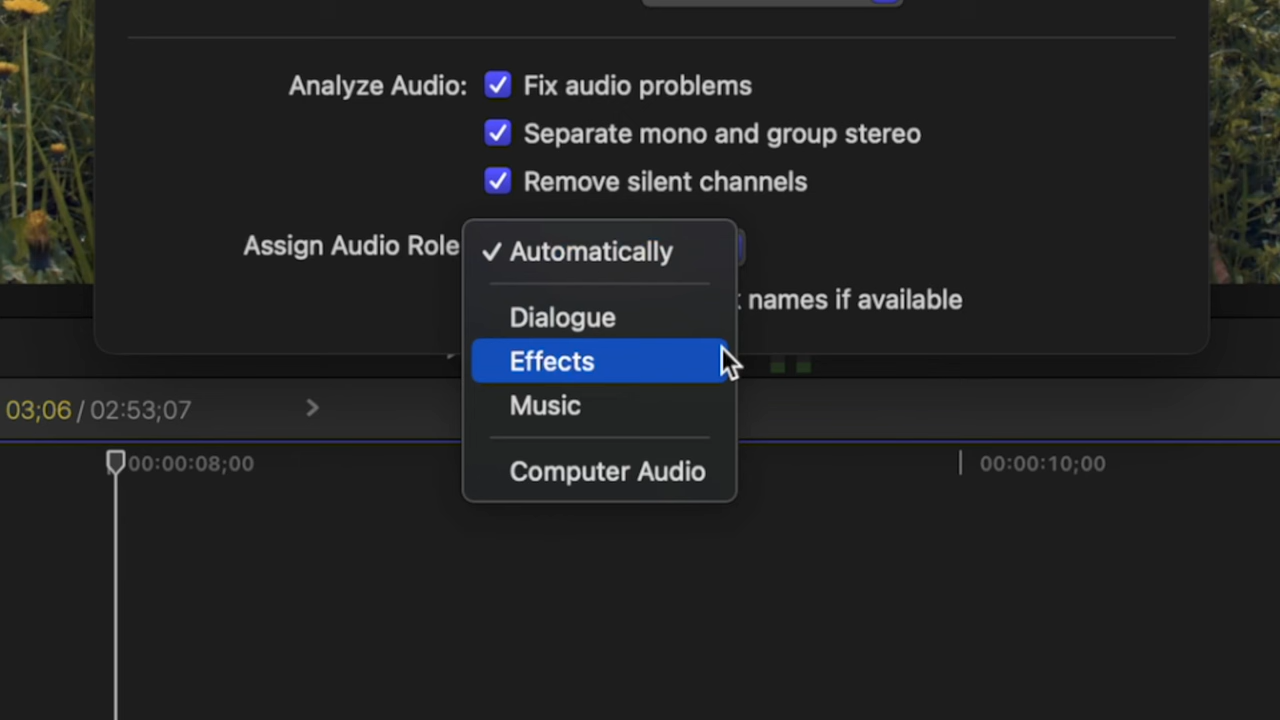 Analyze Audio: Fix audio problems
Separate mono and group stereo
Remove silent channels
Assign Audio Role
Automatically
names if available
Dialogue
Effects
Music
Computer Audio
03;06 / 02:53;07
00:00:08;00
00:00:10;00